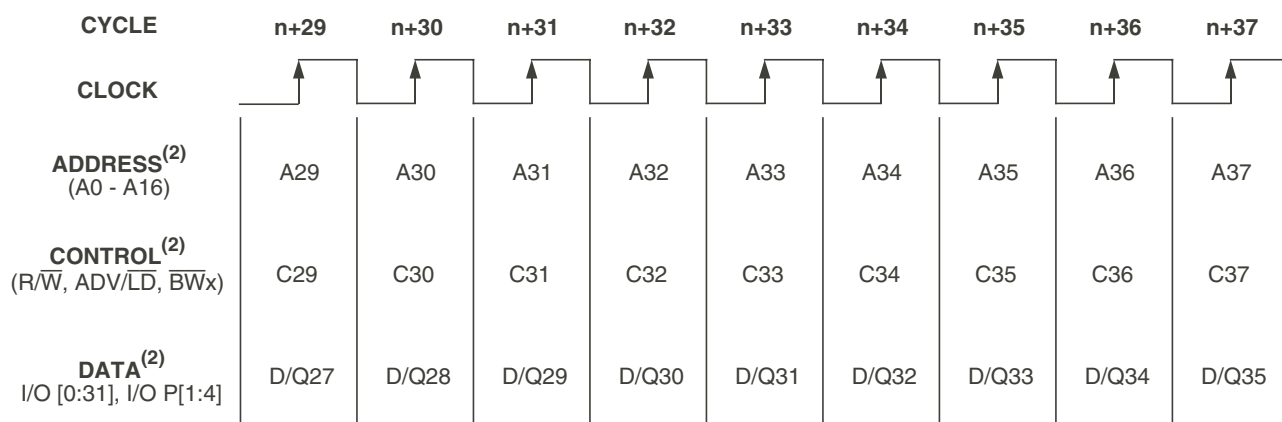 CYCLE n+29 n+30 n+31 n+32 n+33 n+34 n+35 n+36 n+37
CLOCK
ADDRESS(2)
(A0 - A16) A29 A30 A31 A32 A33 A34 A35 A36 A37
CONTROL(2)
(R/W̅, ADV/L̅D̅, B̅W̅x) C29 C30 C31 C32 C33 C34 C35 C36 C37
DATA(2)
I/O [0:31], I/O P[1:4] D/Q27 D/Q28 D/Q29 D/Q30 D/Q31 D/Q32 D/Q33 D/Q34 D/Q35